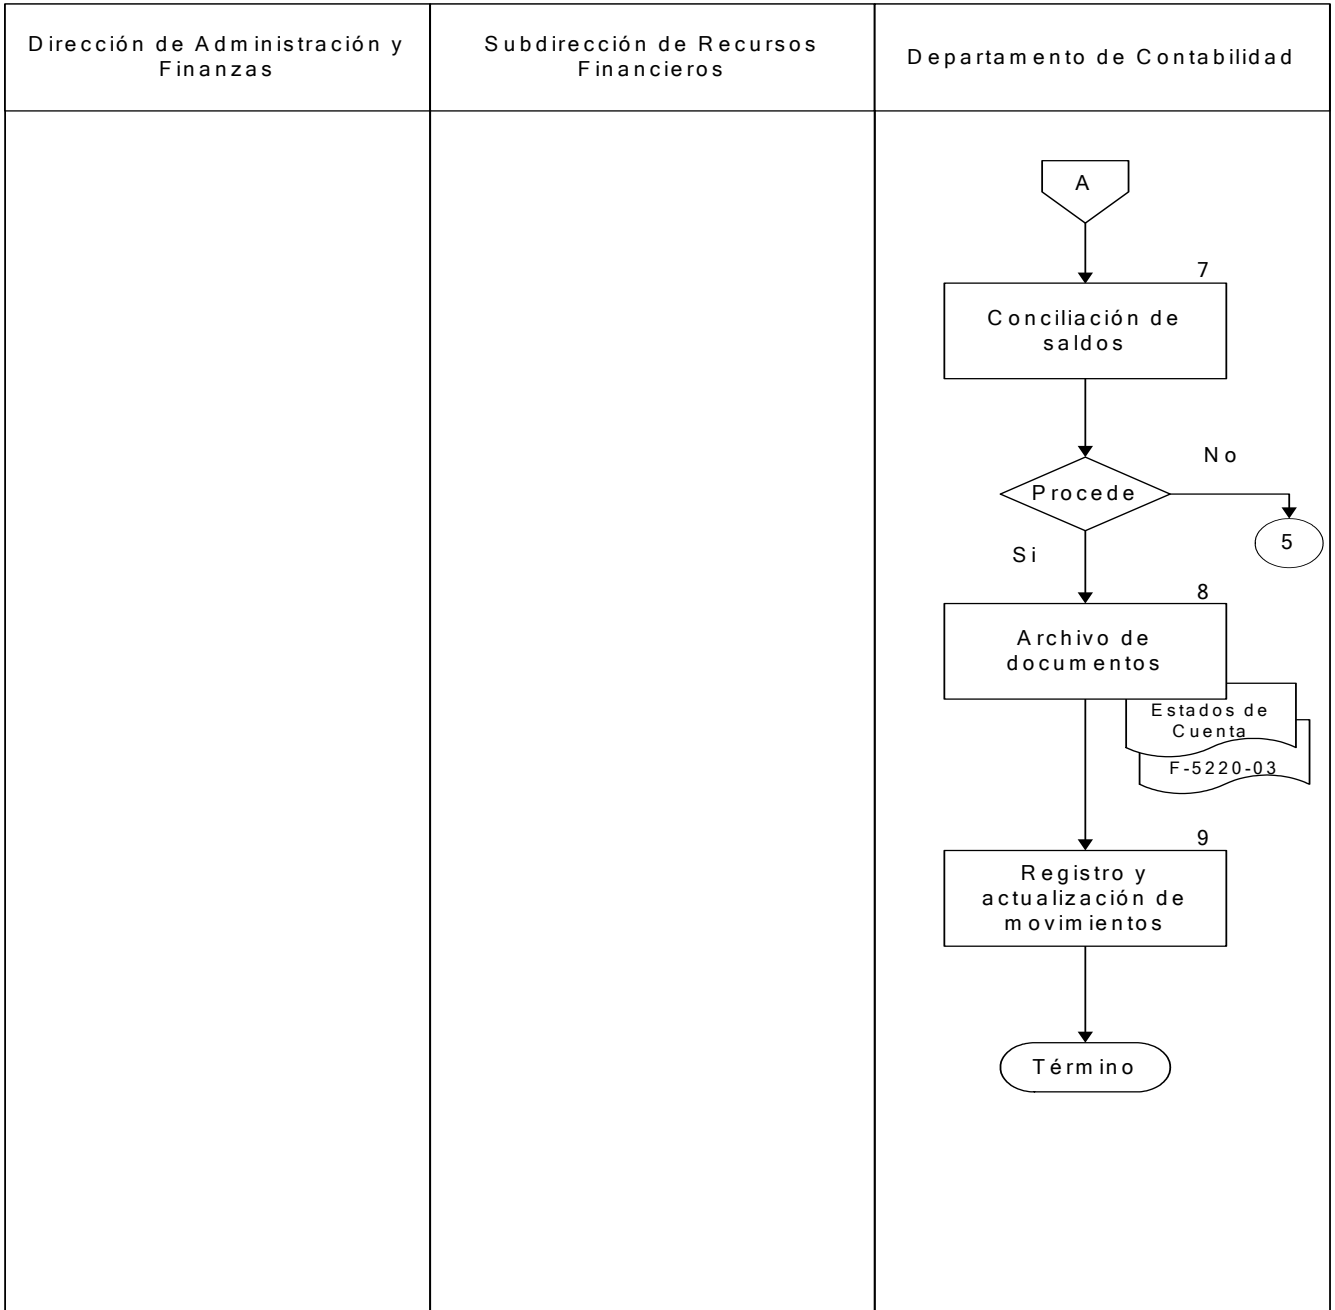 Dirección de Administración y
Finanzas
Subdirección de Recursos
Financieros
Departamento de Contabilidad
A
7
Conciliación de
saldos
No
Procede
5
Si
8
Archivo de
documentos
Estados de
Cuenta
F-5220-03
9
Registro y
actualización de
movimientos
Término